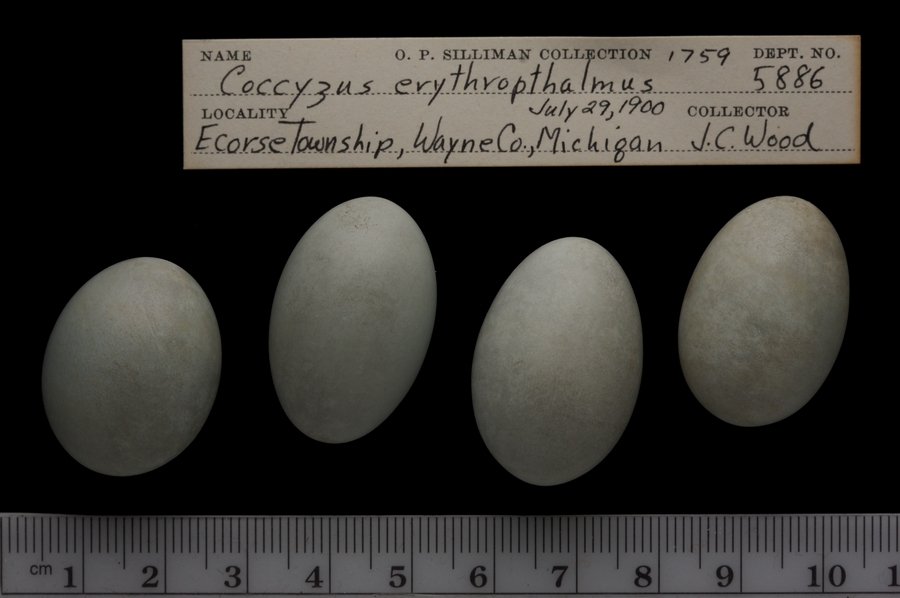 NAME O. P. SILLIMAN COLLECTION 1759 DEPT. NO.
Coccyzus erythropthalmus 5886
LOCALITY July 29, 1900 COLLECTOR
Ecorse Township, Wayne Co., Michigan J.C. Wood
cm 1 2 3 4 5 6 7 8 9 10 1